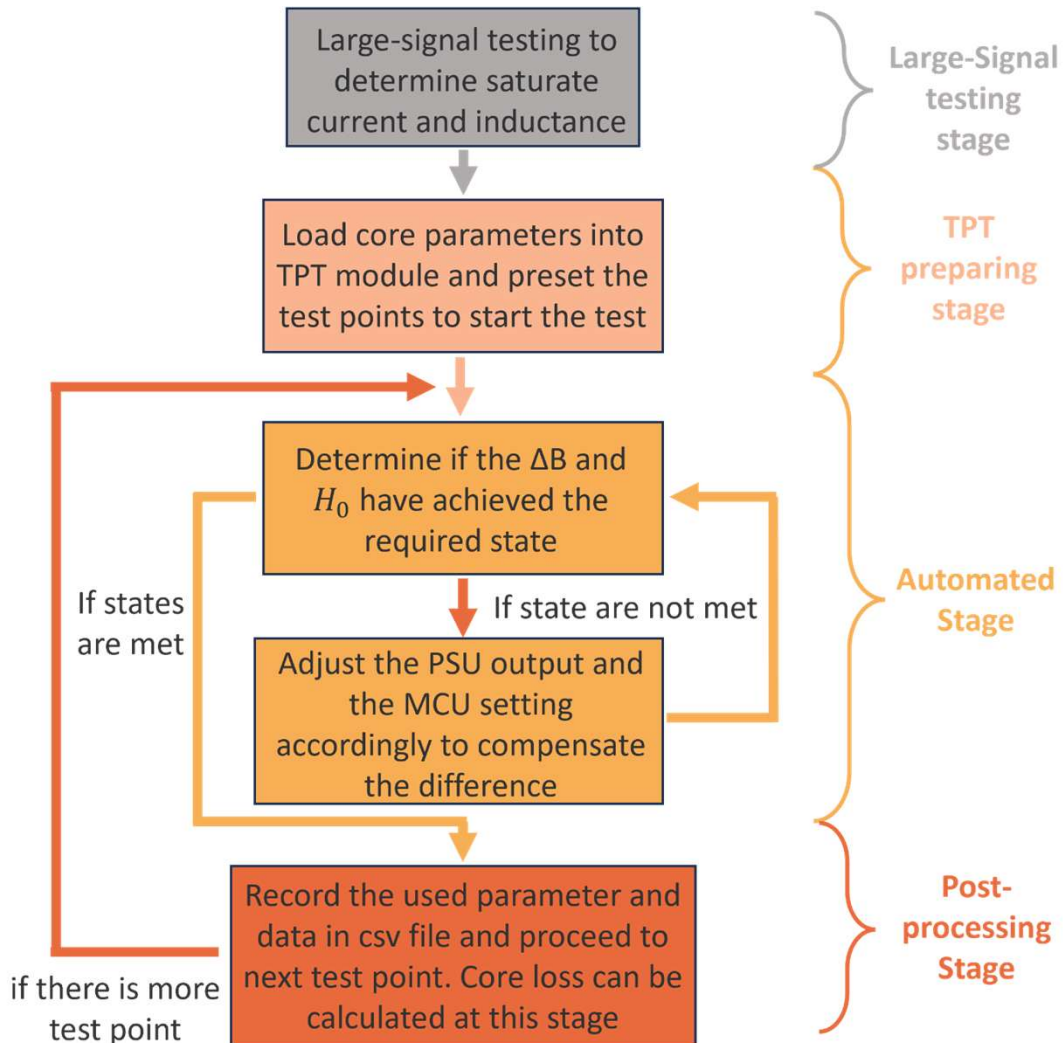 Large-signal testing to
determine saturate
current and inductance
Large-Signal
testing
stage
Load core parameters into
TPT module and preset the
test points to start the test
TPT
preparing
stage
Determine if the ΔB and
H₀ have achieved the
required state
If states
are met
If state are not met
Automated
Stage
Adjust the PSU output and
the MCU setting
accordingly to compensate
the difference
Record the used parameter and
data in csv file and proceed to
next test point. Core loss can be
calculated at this stage
if there is more
test point
Post-
processing
Stage